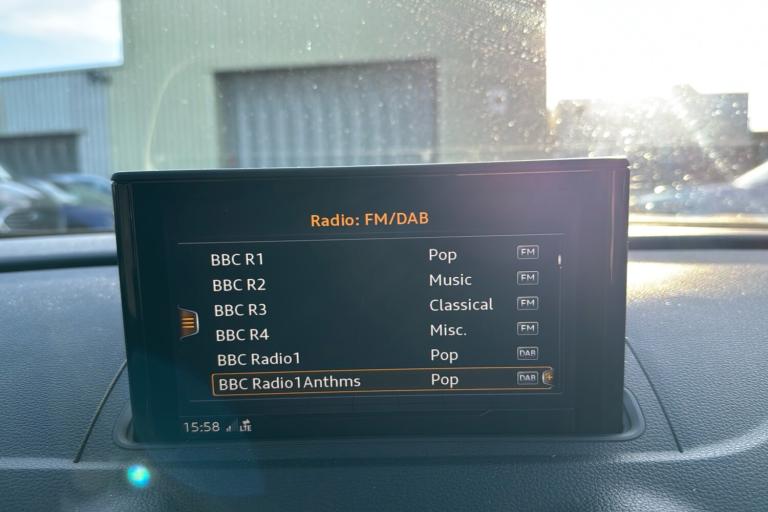 Radio: FM/DAB
BBC R1 Pop FM
BBC R2 Music FM
BBC R3 Classical FM
BBC R4 Misc. FM
BBC Radio1 Pop DAB
BBC Radio1Anthms Pop DAB
15:58 LTE